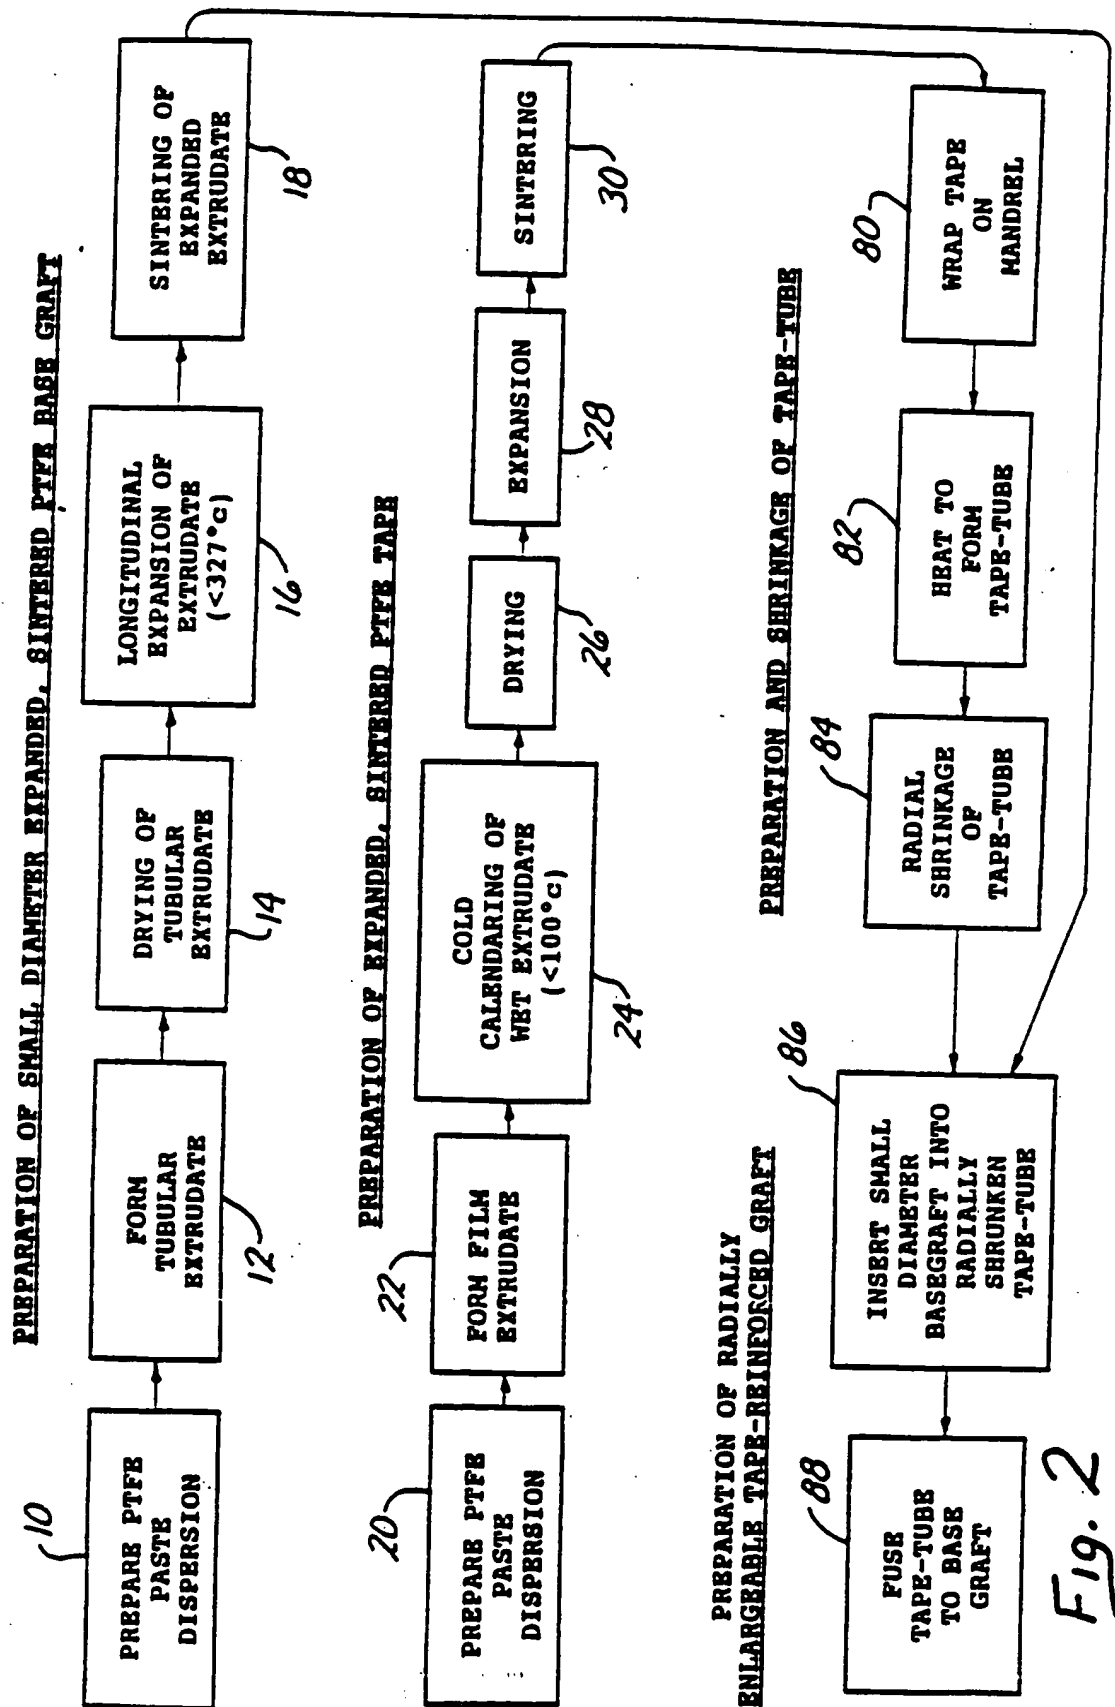 PREPARATION OF SMALL DIAMETER EXPANDED, SINTERED PTFE BASE GRAFT
10
PREPARE PTFE
PASTE
DISPERSION
FORM
TUBULAR
EXTRUDATE
12
DRYING OF
TUBULAR
EXTRUDATE
14
LONGITUDINAL
EXPANSION OF
EXTRUDATE
(<327°C)
16
SINTERING OF
EXPANDED
EXTRUDATE
18
PREPARATION OF EXPANDED, SINTERED PTFE TAPE
20
PREPARE PTFE
PASTE
DISPERSION
22
FORM FILM
EXTRUDATE
COLD
CALENDARING OF
WET EXTRUDATE
(<100°C)
24
DRYING
26
EXPANSION
28
SINTERING
30
PREPARATION OF RADIALLY
ENLARGEABLE TAPE-REINFORCED GRAFT
PREPARATION AND SHRINKAGE OF TAPE-TUBE
88
FUSE
TAPE-TUBE
TO BASE
GRAFT
86
INSERT SMALL
DIAMETER
BASEGRAFT INTO
RADIALLY
SHRUNKEN
TAPE-TUBE
84
RADIAL
SHRINKAGE
OF
TAPE-TUBE
82
HEAT TO
FORM
TAPE-TUBE
80
WRAP TAPE
ON
MANDREL
Fig. 2